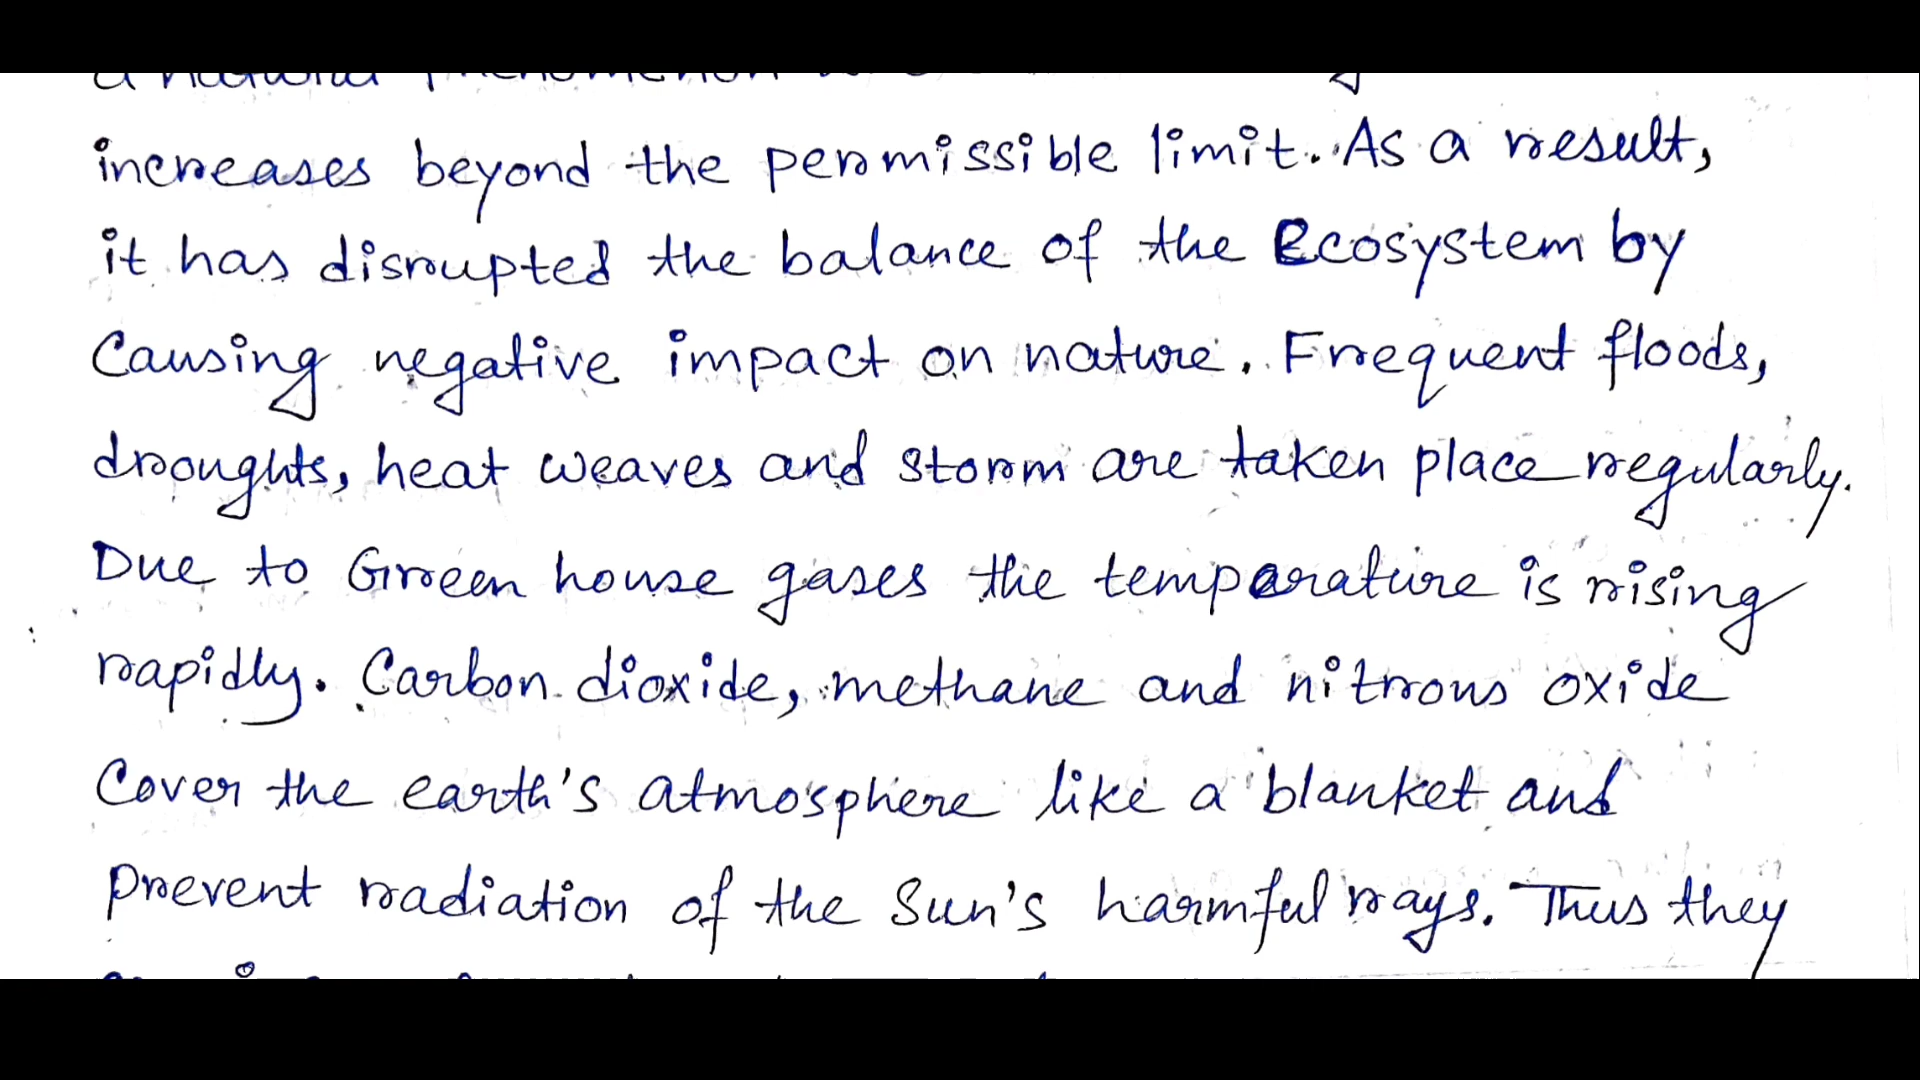 a natural phenomenon
increases beyond the permissible limit. As a result,
it has disrupted the balance of the Ecosystem by
Causing negative impact on nature. Frequent floods,
droughts, heat weaves and storm are taken place regularly.
Due to Green house gases the temparature is rising
rapidly. Carbon dioxide, methane and nitrous oxide
Cover the earth's atmosphere like a blanket and
prevent radiation of the Sun's harmful rays. Thus they